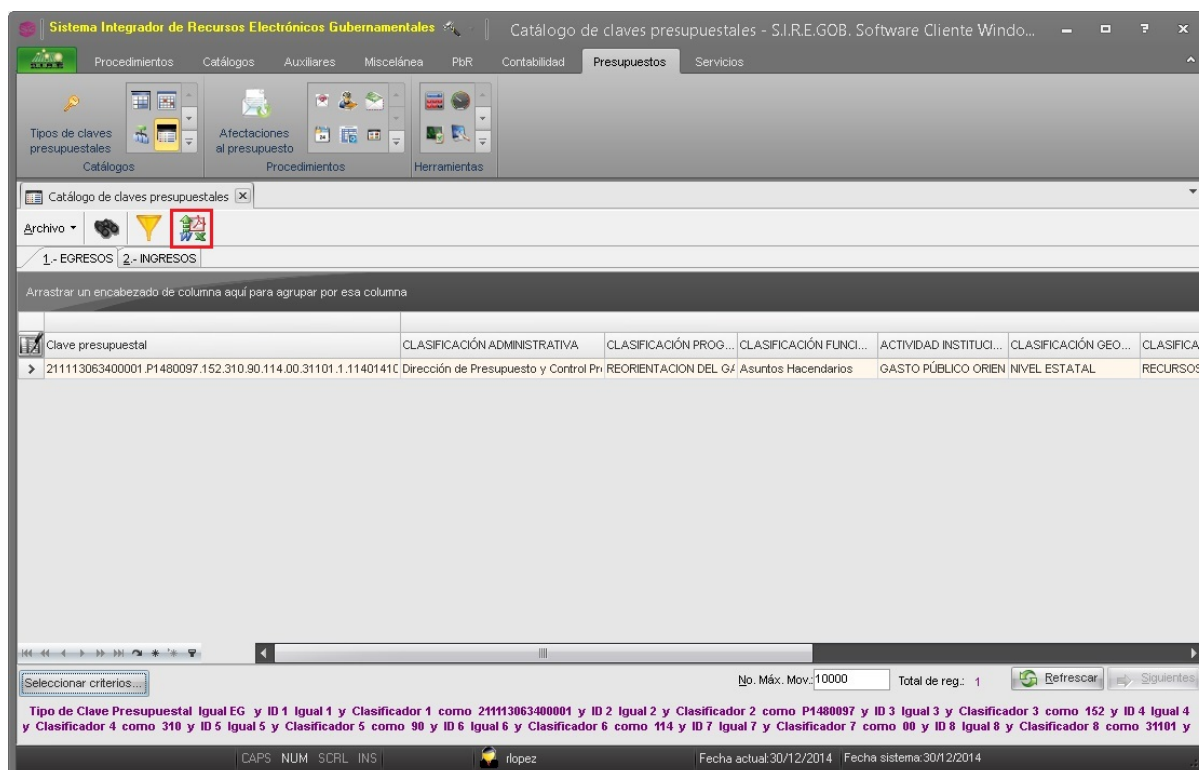 Sistema Integrador de Recursos Electrónicos Gubernamentales
Catálogo de claves presupuestales - S.I.R.E.GOB. Software Cliente Windo...
Procedimientos Catálogos Auxiliares Miscelánea PbR Contabilidad Presupuestos Servicios
Tipos de claves presupuestales
Afectaciones al presupuesto
Catálogos Procedimientos Herramientas
Catálogo de claves presupuestales
Archivo
1.- EGRESOS 2.- INGRESOS
Arrastrar un encabezado de columna aquí para agrupar por esa columna
Clave presupuestal CLASIFICACIÓN ADMINISTRATIVA CLASIFICACIÓN PROG... CLASIFICACIÓN FUNCI... ACTIVIDAD INSTITUCI... CLASIFICACIÓN GEO... CLASIFICA
211113063400001.P1480097.152.310.90.114.00.31101.1.1140141C Dirección de Presupuesto y Control Pr REORIENTACION DEL GA Asuntos Hacendarios GASTO PÚBLICO ORIEN NIVEL ESTATAL RECURSOS
Seleccionar criterios... No. Máx. Mov.: 10000 Total de reg.: 1 Refrescar Siguientes
Tipo de Clave Presupuestal Igual EG y ID 1 Igual 1 y Clasificador 1 como 211113063400001 y ID 2 Igual 2 y Clasificador 2 como P1480097 y ID 3 Igual 3 y Clasificador 3 como 152 y ID 4 Igual 4
y Clasificador 4 como 310 y ID 5 Igual 5 y Clasificador 5 como 90 y ID 6 Igual 6 y Clasificador 6 como 114 y ID 7 Igual 7 y Clasificador 7 como 00 y ID 8 Igual 8 y Clasificador 8 como 31101 y
CAPS NUM SCRL INS rlopez Fecha actual:30/12/2014 Fecha sistema:30/12/2014